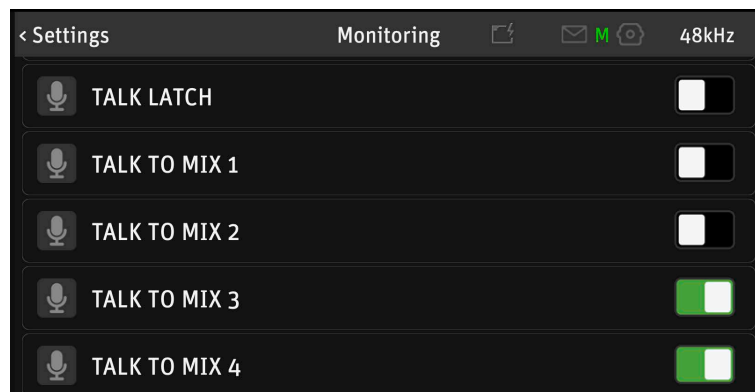 < Settings Monitoring M 48kHz
TALK LATCH
TALK TO MIX 1
TALK TO MIX 2
TALK TO MIX 3
TALK TO MIX 4